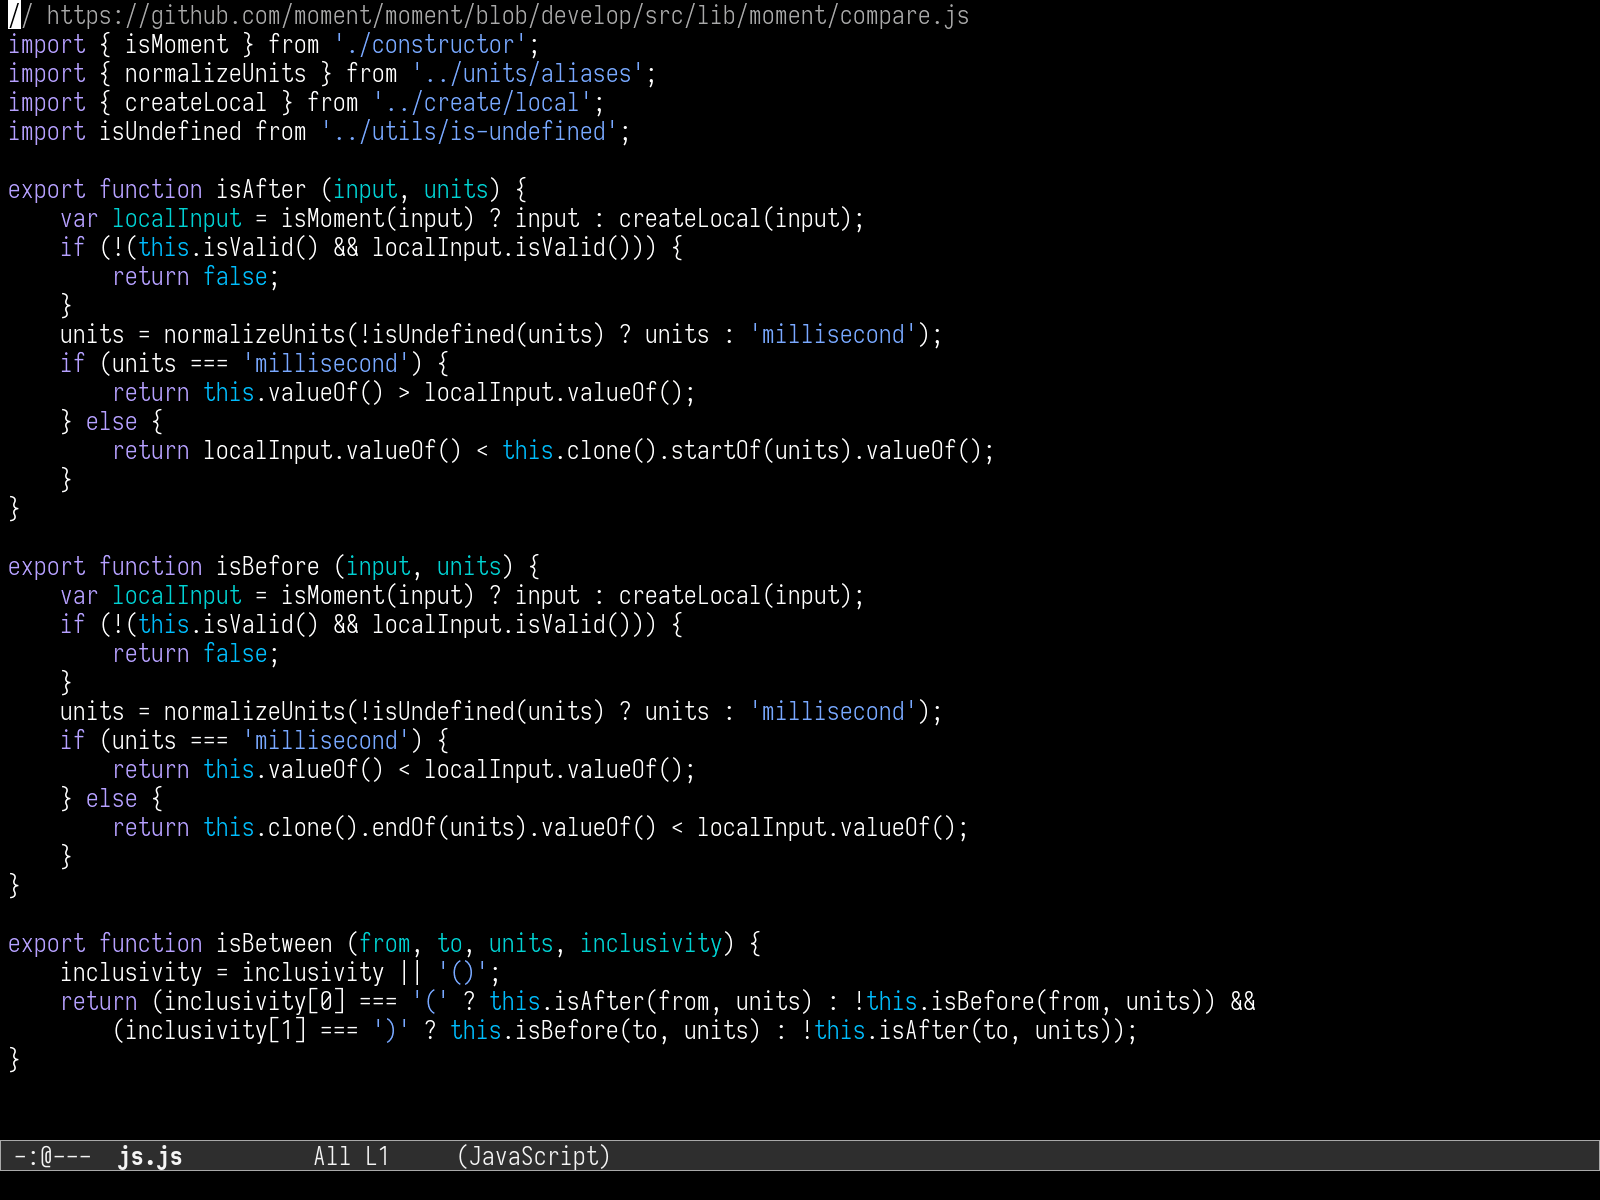 // https://github.com/moment/moment/blob/develop/src/lib/moment/compare.js
import { isMoment } from './constructor';
import { normalizeUnits } from '../units/aliases';
import { createLocal } from '../create/local';
import isUndefined from '../utils/is-undefined';

export function isAfter (input, units) {
    var localInput = isMoment(input) ? input : createLocal(input);
    if (!(this.isValid() && localInput.isValid())) {
        return false;
    }
    units = normalizeUnits(!isUndefined(units) ? units : 'millisecond');
    if (units === 'millisecond') {
        return this.valueOf() > localInput.valueOf();
    } else {
        return localInput.valueOf() < this.clone().startOf(units).valueOf();
    }
}

export function isBefore (input, units) {
    var localInput = isMoment(input) ? input : createLocal(input);
    if (!(this.isValid() && localInput.isValid())) {
        return false;
    }
    units = normalizeUnits(!isUndefined(units) ? units : 'millisecond');
    if (units === 'millisecond') {
        return this.valueOf() < localInput.valueOf();
    } else {
        return this.clone().endOf(units).valueOf() < localInput.valueOf();
    }
}

export function isBetween (from, to, units, inclusivity) {
    inclusivity = inclusivity || '()';
    return (inclusivity[0] === '(' ? this.isAfter(from, units) : !this.isBefore(from, units)) &&
        (inclusivity[1] === ')' ? this.isBefore(to, units) : !this.isAfter(to, units));
}

-:@---  js.js          All L1     (JavaScript)